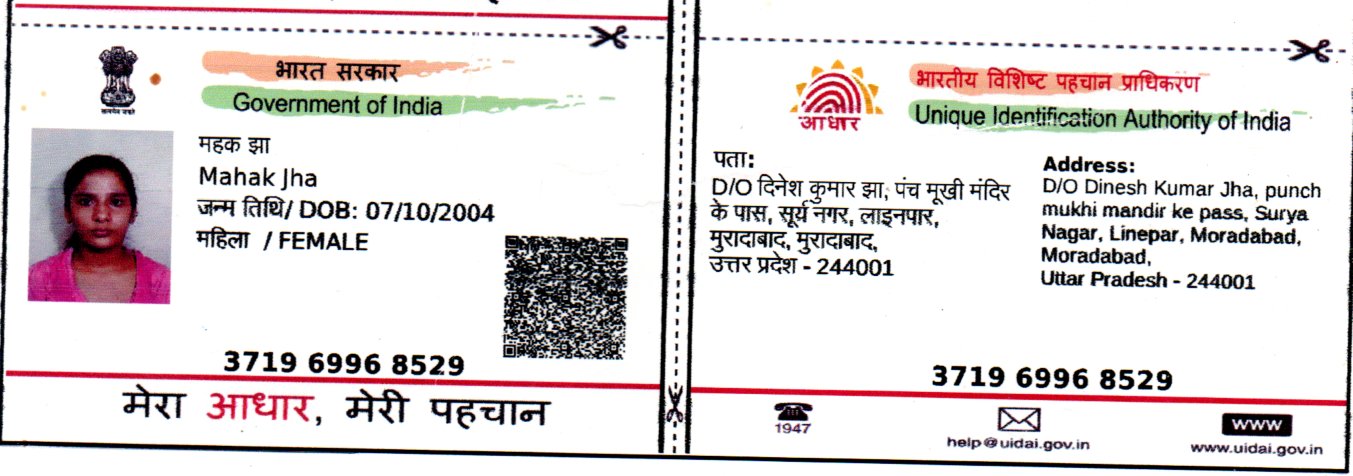 भारत सरकार
Government of India
महक झा
Mahak Jha
जन्म तिथि/ DOB: 07/10/2004
महिला / FEMALE
3719 6996 8529
मेरा आधार, मेरी पहचान
भारतीय विशिष्ट पहचान प्राधिकरण
Unique Identification Authority of India
आधार
पता:
D/O दिनेश कुमार झा, पंच मूखी मंदिर
के पास, सूर्य नगर, लाइनपार,
मुरादाबाद, मुरादाबाद,
उत्तर प्रदेश - 244001
Address:
D/O Dinesh Kumar Jha, punch
mukhi mandir ke pass, Surya
Nagar, Linepar, Moradabad,
Moradabad,
Uttar Pradesh - 244001
3719 6996 8529
1947
help@uidai.gov.in
www
www.uidai.gov.in